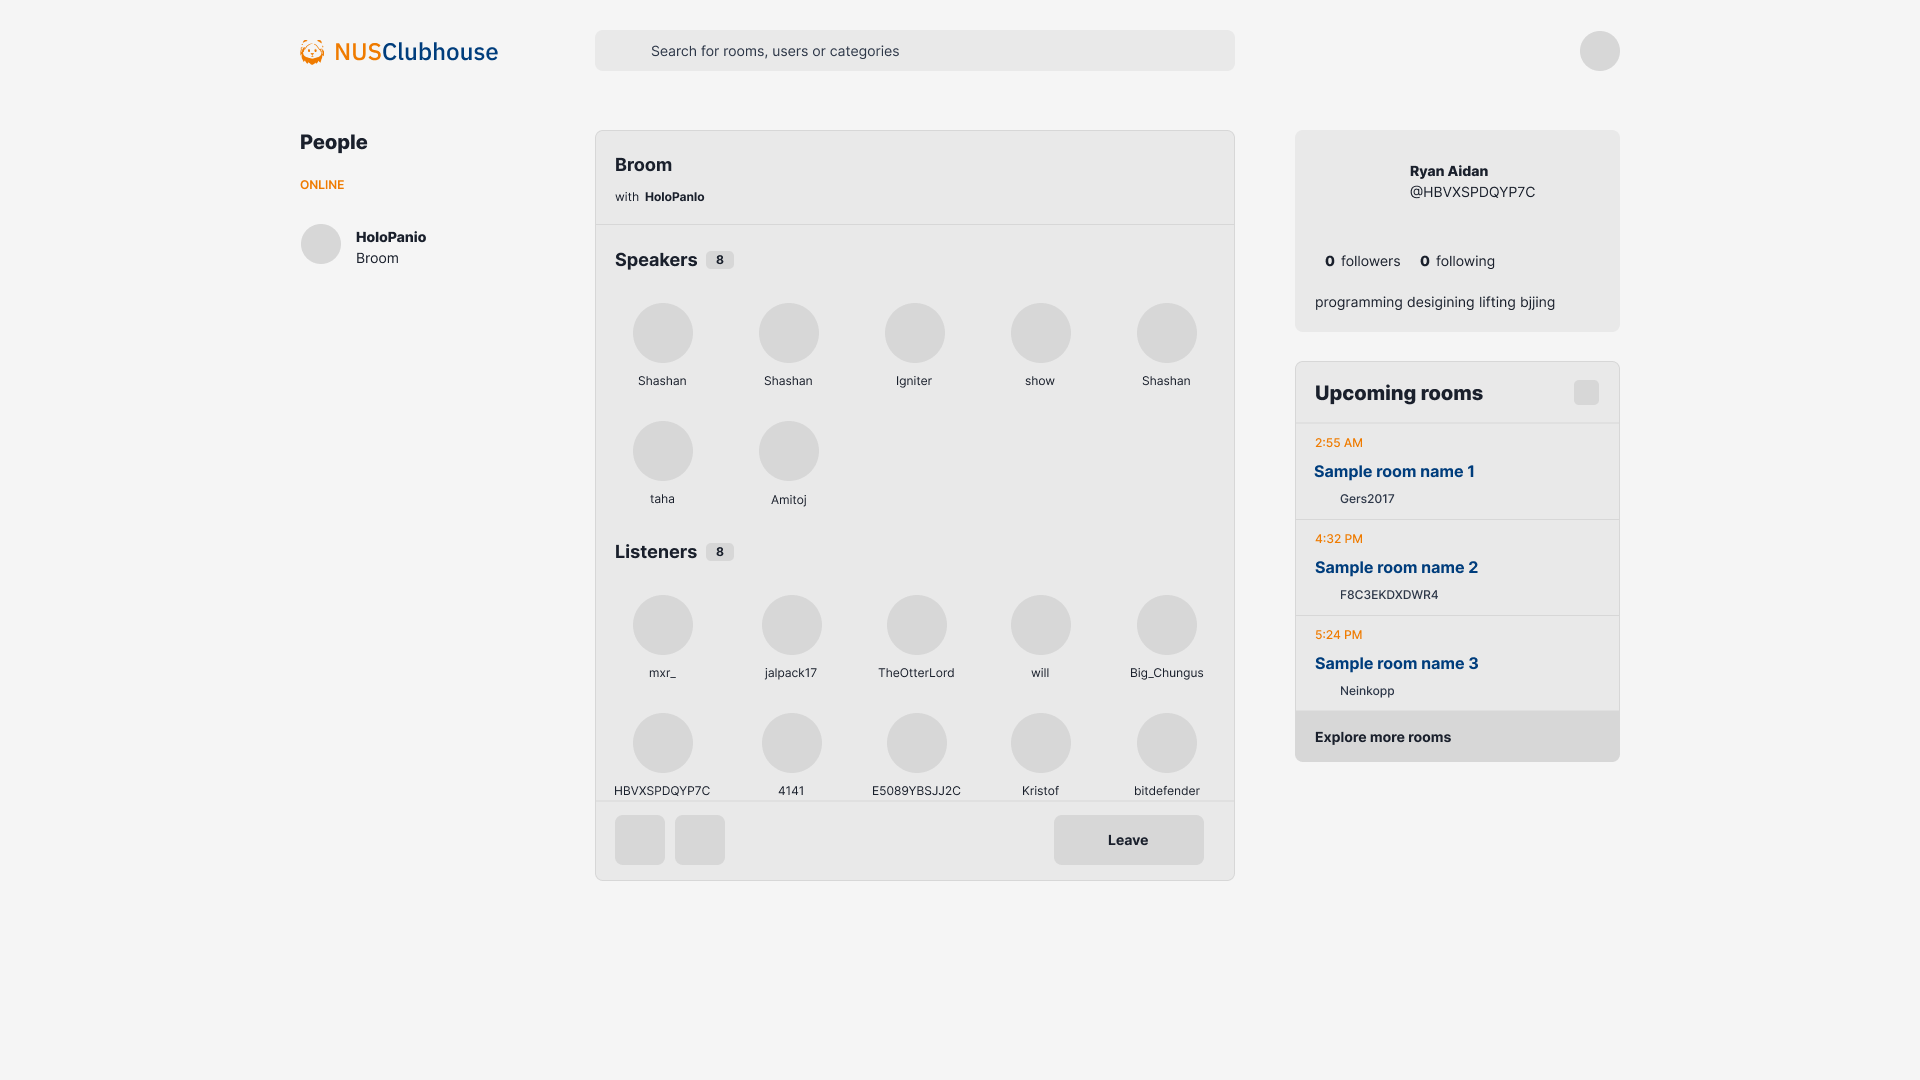 NUSClubhouse
Search for rooms, users or categories
People
ONLINE
HoloPanio
Broom
Broom
with HoloPanIo
Speakers 8
Shashan Shashan Igniter show Shashan
taha Amitoj
Listeners 8
mxr_ jalpack17 TheOtterLord will Big_Chungus
HBVXSPDQYP7C 4141 E5089YBSJJ2C Kristof bitdefender
Leave
Ryan Aidan
@HBVXSPDQYP7C
0 followers 0 following
programming desigining lifting bjjing
Upcoming rooms
2:55 AM
Sample room name 1
Gers2017
4:32 PM
Sample room name 2
F8C3EKDXDWR4
5:24 PM
Sample room name 3
Neinkopp
Explore more rooms